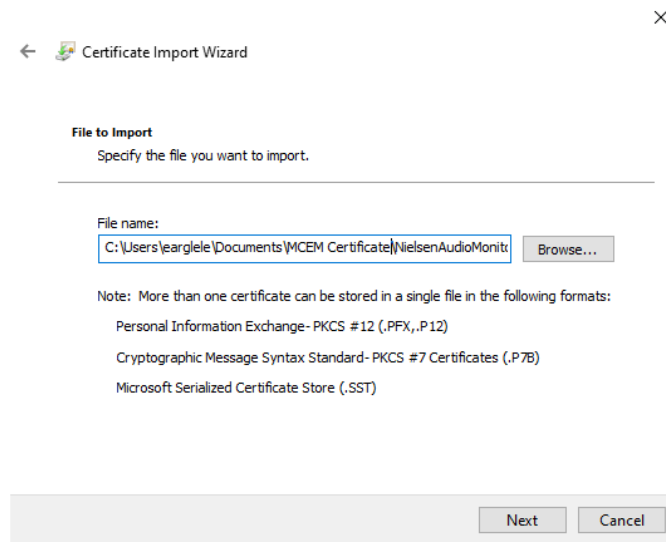 Certificate Import Wizard
File to Import
Specify the file you want to import.
File name:
C:\Users\earglele\Documents\MCEM Certificate\NielsenAudioMonito
Browse...
Note: More than one certificate can be stored in a single file in the following formats:
Personal Information Exchange- PKCS #12 (.PFX,.P12)
Cryptographic Message Syntax Standard- PKCS #7 Certificates (.P7B)
Microsoft Serialized Certificate Store (.SST)
Next
Cancel